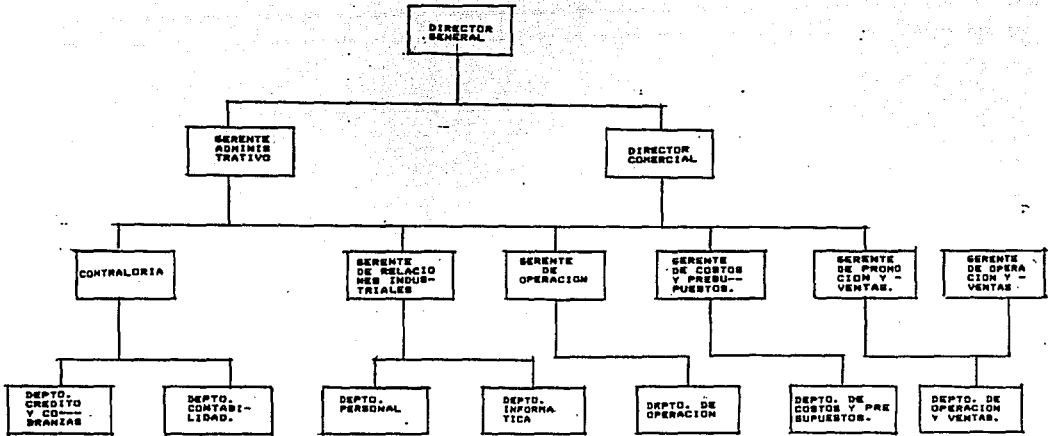 DIRECTOR
GENERAL
GERENTE
ADMINIS
TRATIVO
DIRECTOR
COMERCIAL
CONTRALORIA
GERENTE
DE RELACIO
NES INDUS-
TRIALES
GERENTE
DE
OPERACION
GERENTE
DE COSTOS
Y PRESU--
PUESTOS.
GERENTE
DE PROMO
CION Y -
VENTAS.
GERENTE
DE OPERA
CION Y -
VENTAS
DEPTO.
CREDITO
Y CO---
BRANZAS
DEPTO.
CONTABI-
LIDAD.
DEPTO.
PERSONAL
DEPTO.
INFORMA
TICA
DEPTO. DE
OPERACION
DEPTO. DE
COSTOS Y PRE
SUPUESTOS.
DEPTO. DE
OPERACION
Y VENTAS.